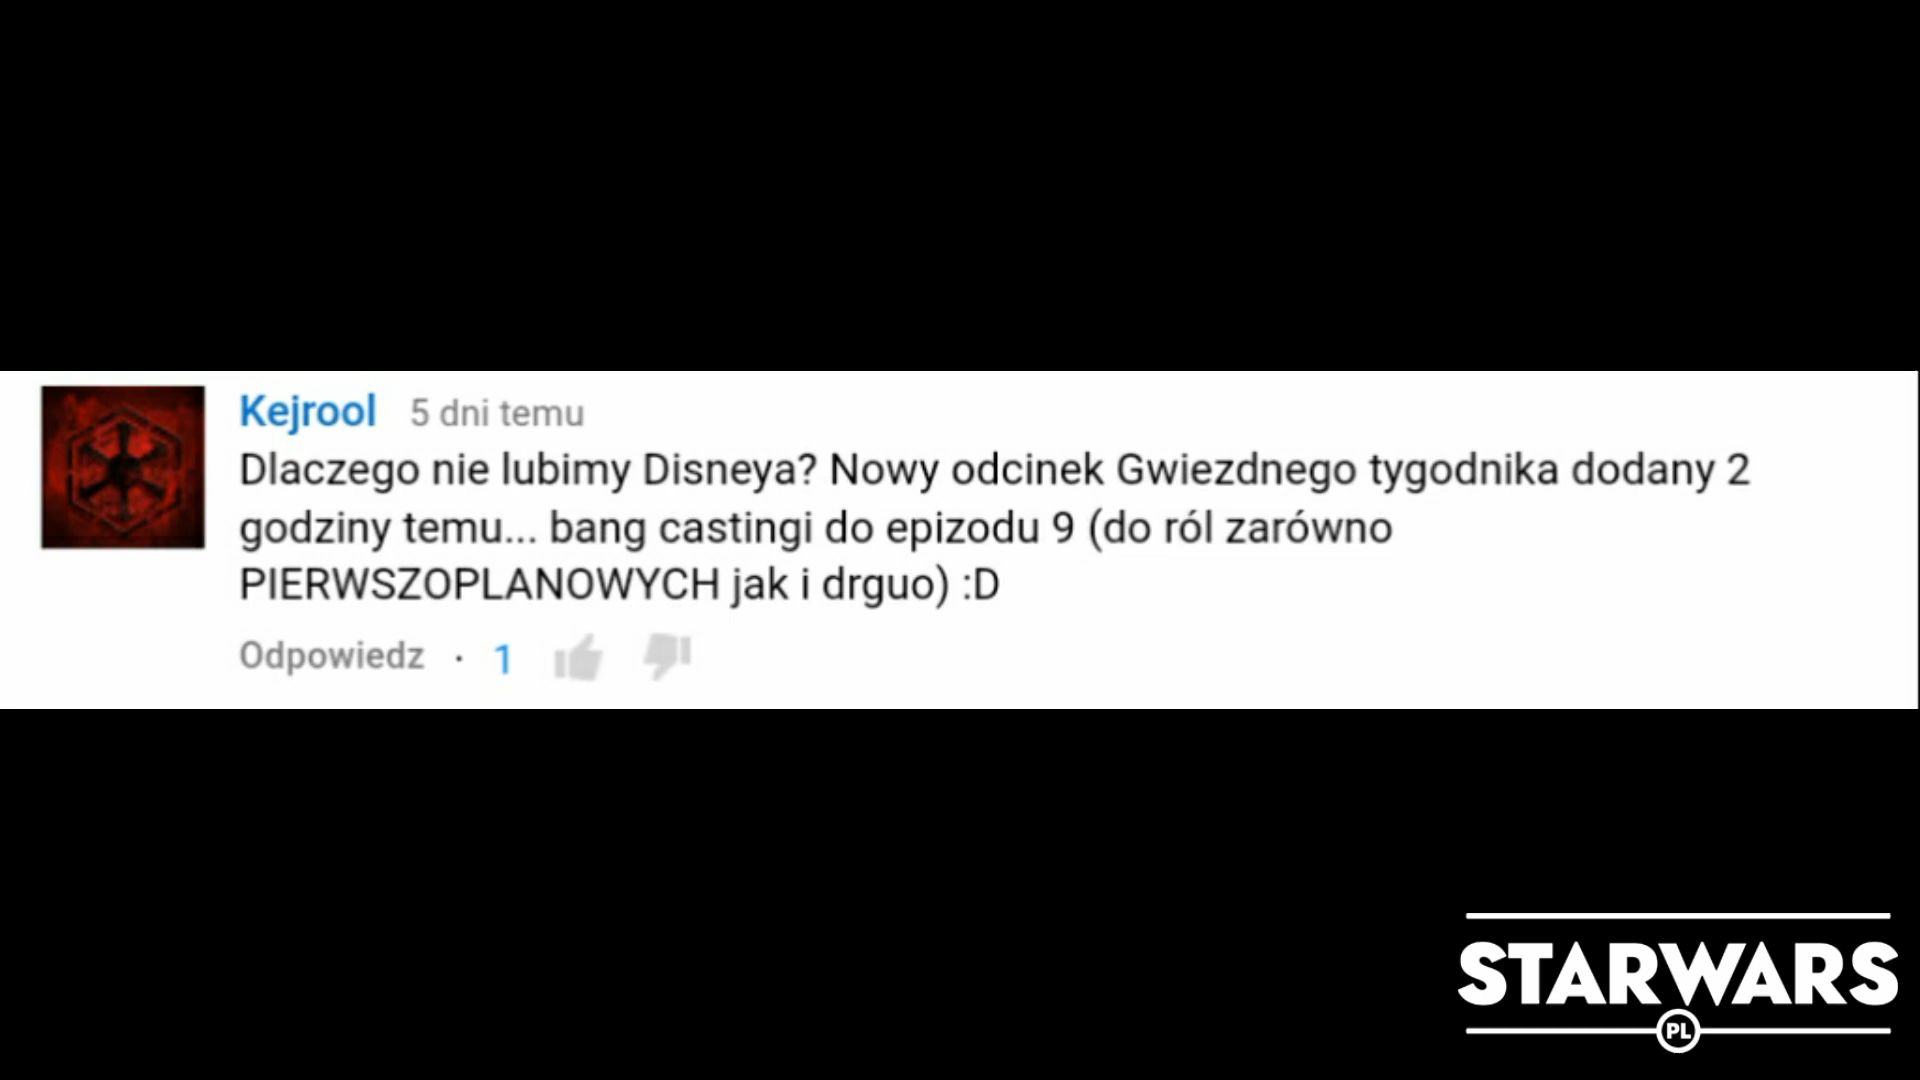 Kejrool 5 dni temu
Dlaczego nie lubimy Disneya? Nowy odcinek Gwiezdnego tygodnika dodany 2
godziny temu... bang castingi do epizodu 9 (do ról zarówno
PIERWSZOPLANOWYCH jak i drguo) :D
Odpowiedz · 1
STARWARS
PL